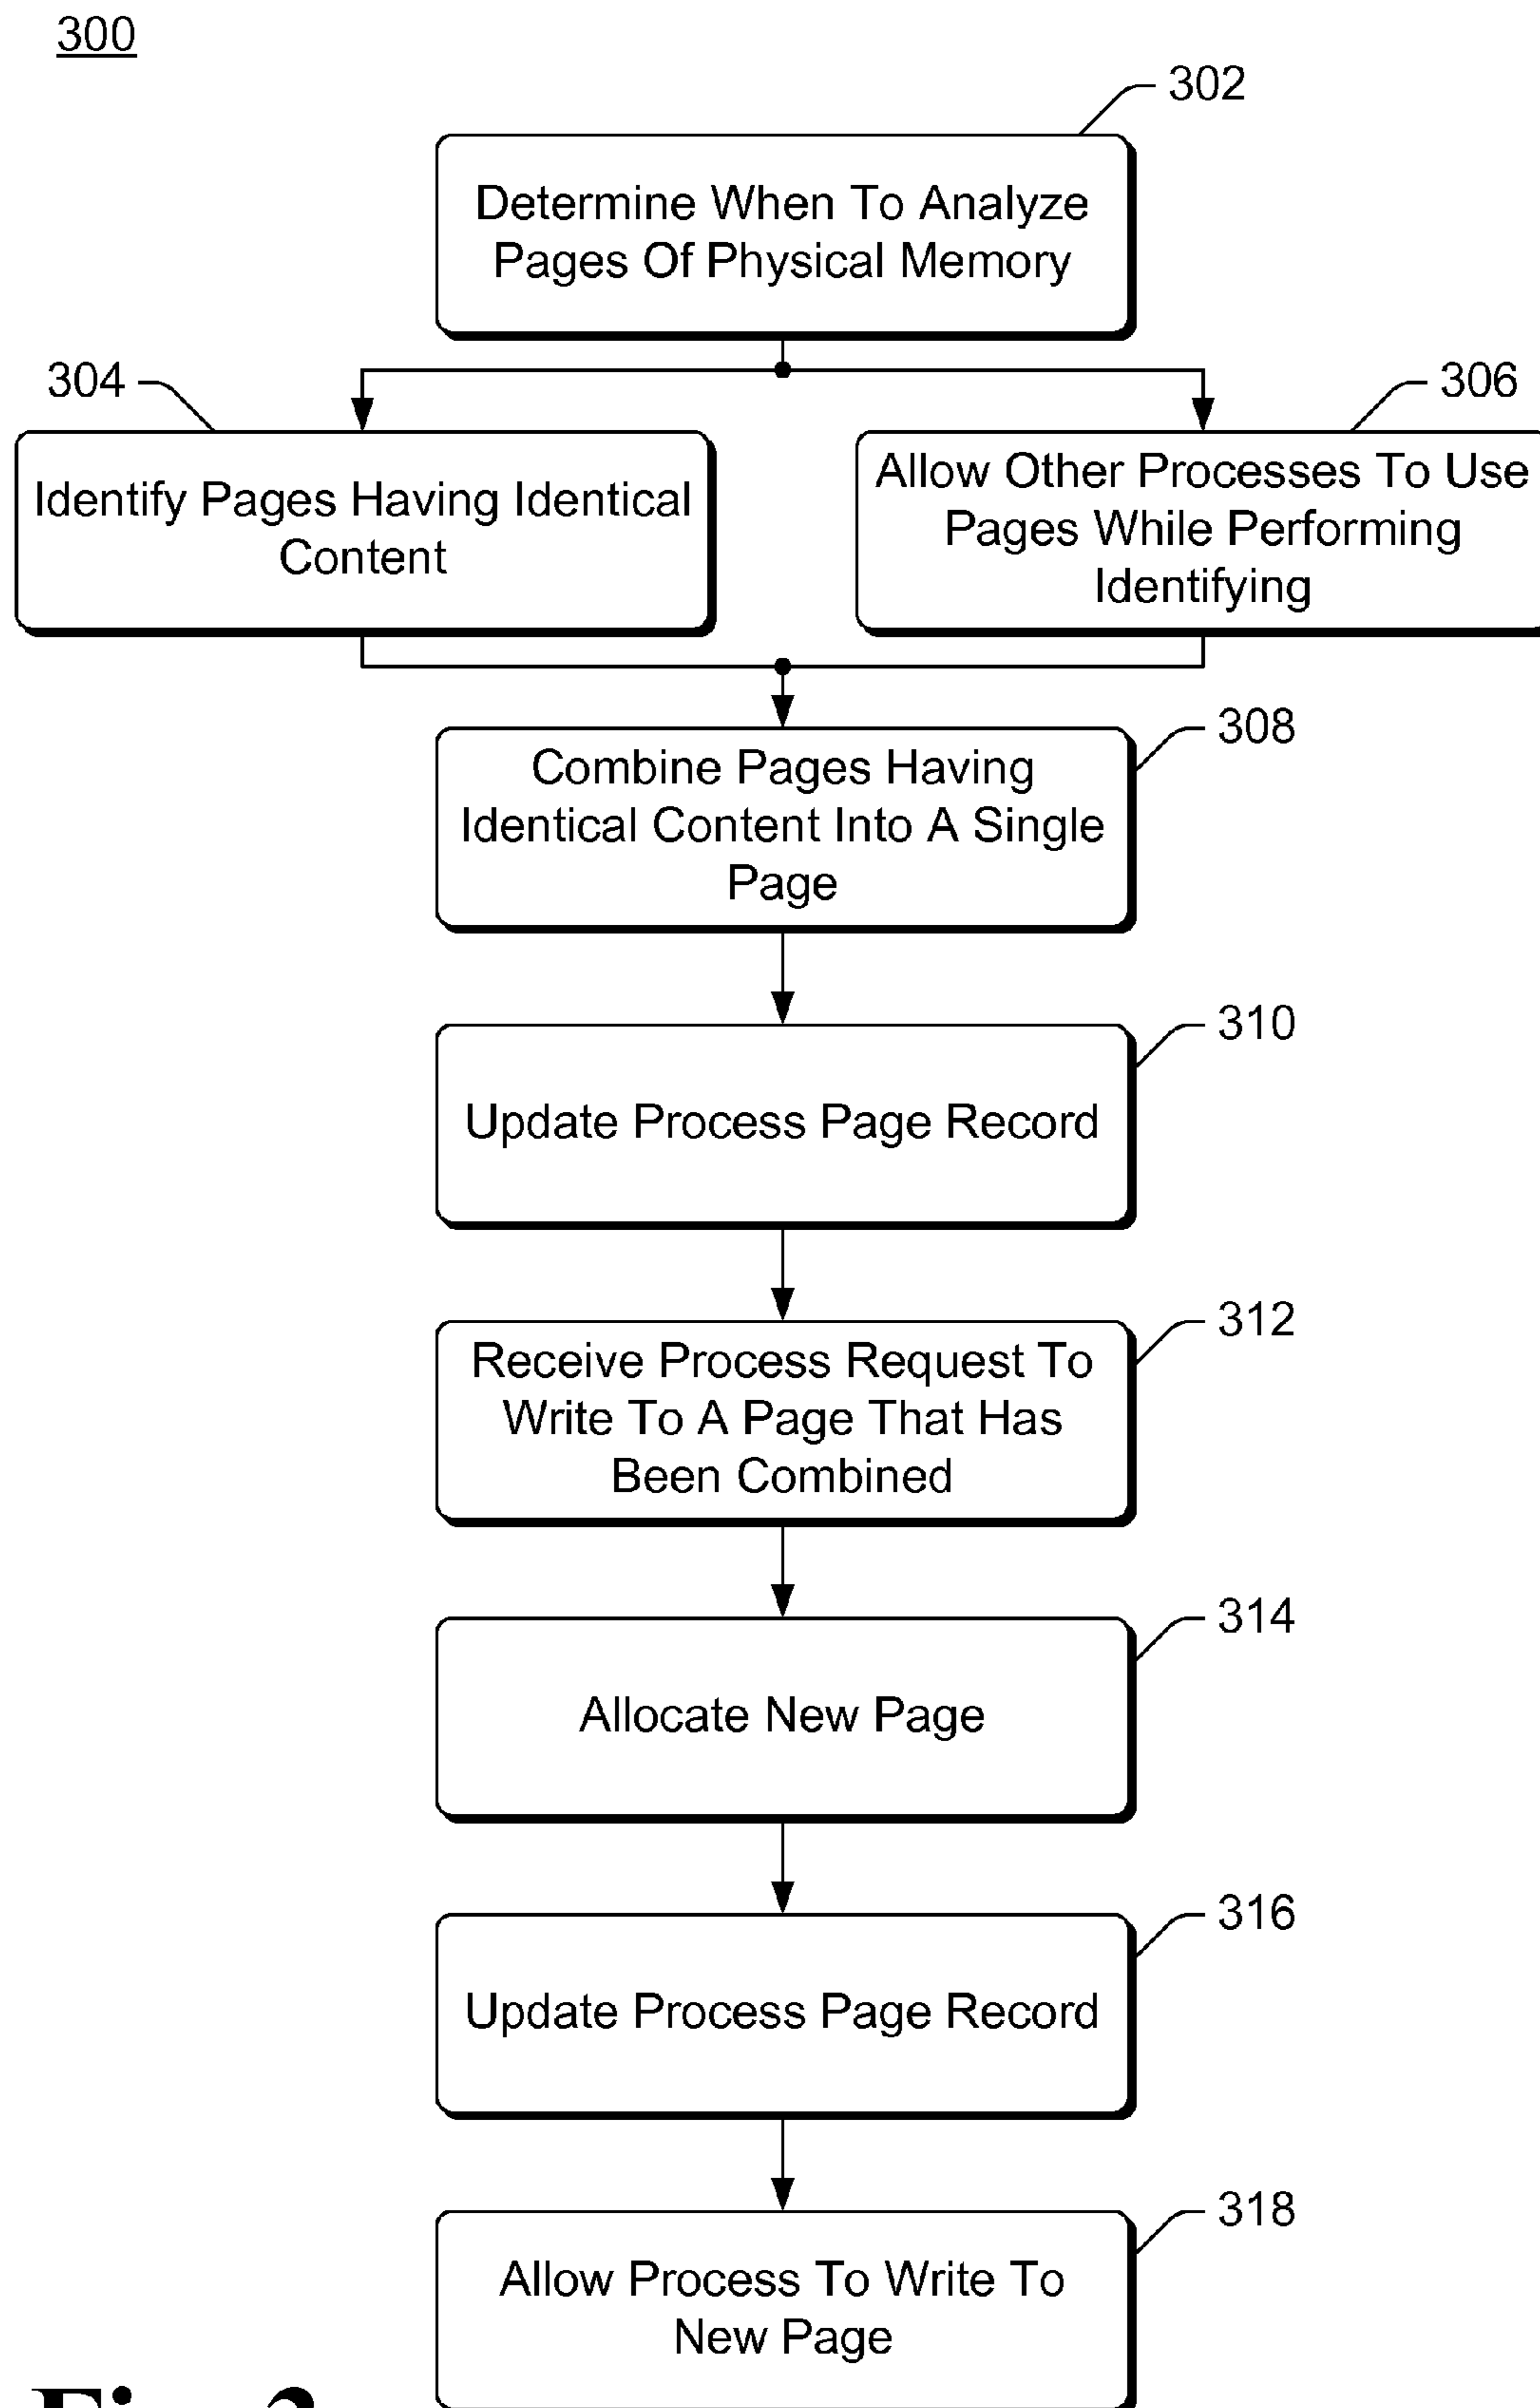 300
302
Determine When To Analyze
Pages Of Physical Memory
304
306
Identify Pages Having Identical
Content
Allow Other Processes To Use
Pages While Performing
Identifying
308
Combine Pages Having
Identical Content Into A Single
Page
310
Update Process Page Record
312
Receive Process Request To
Write To A Page That Has
Been Combined
314
Allocate New Page
316
Update Process Page Record
318
Allow Process To Write To
New Page